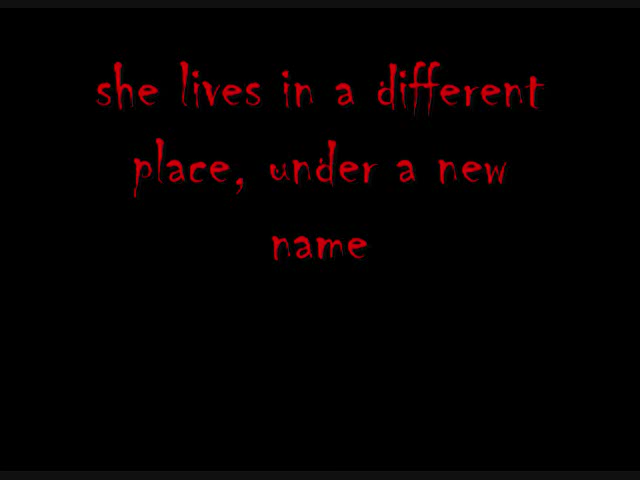 she lives in a different
place, under a new
name